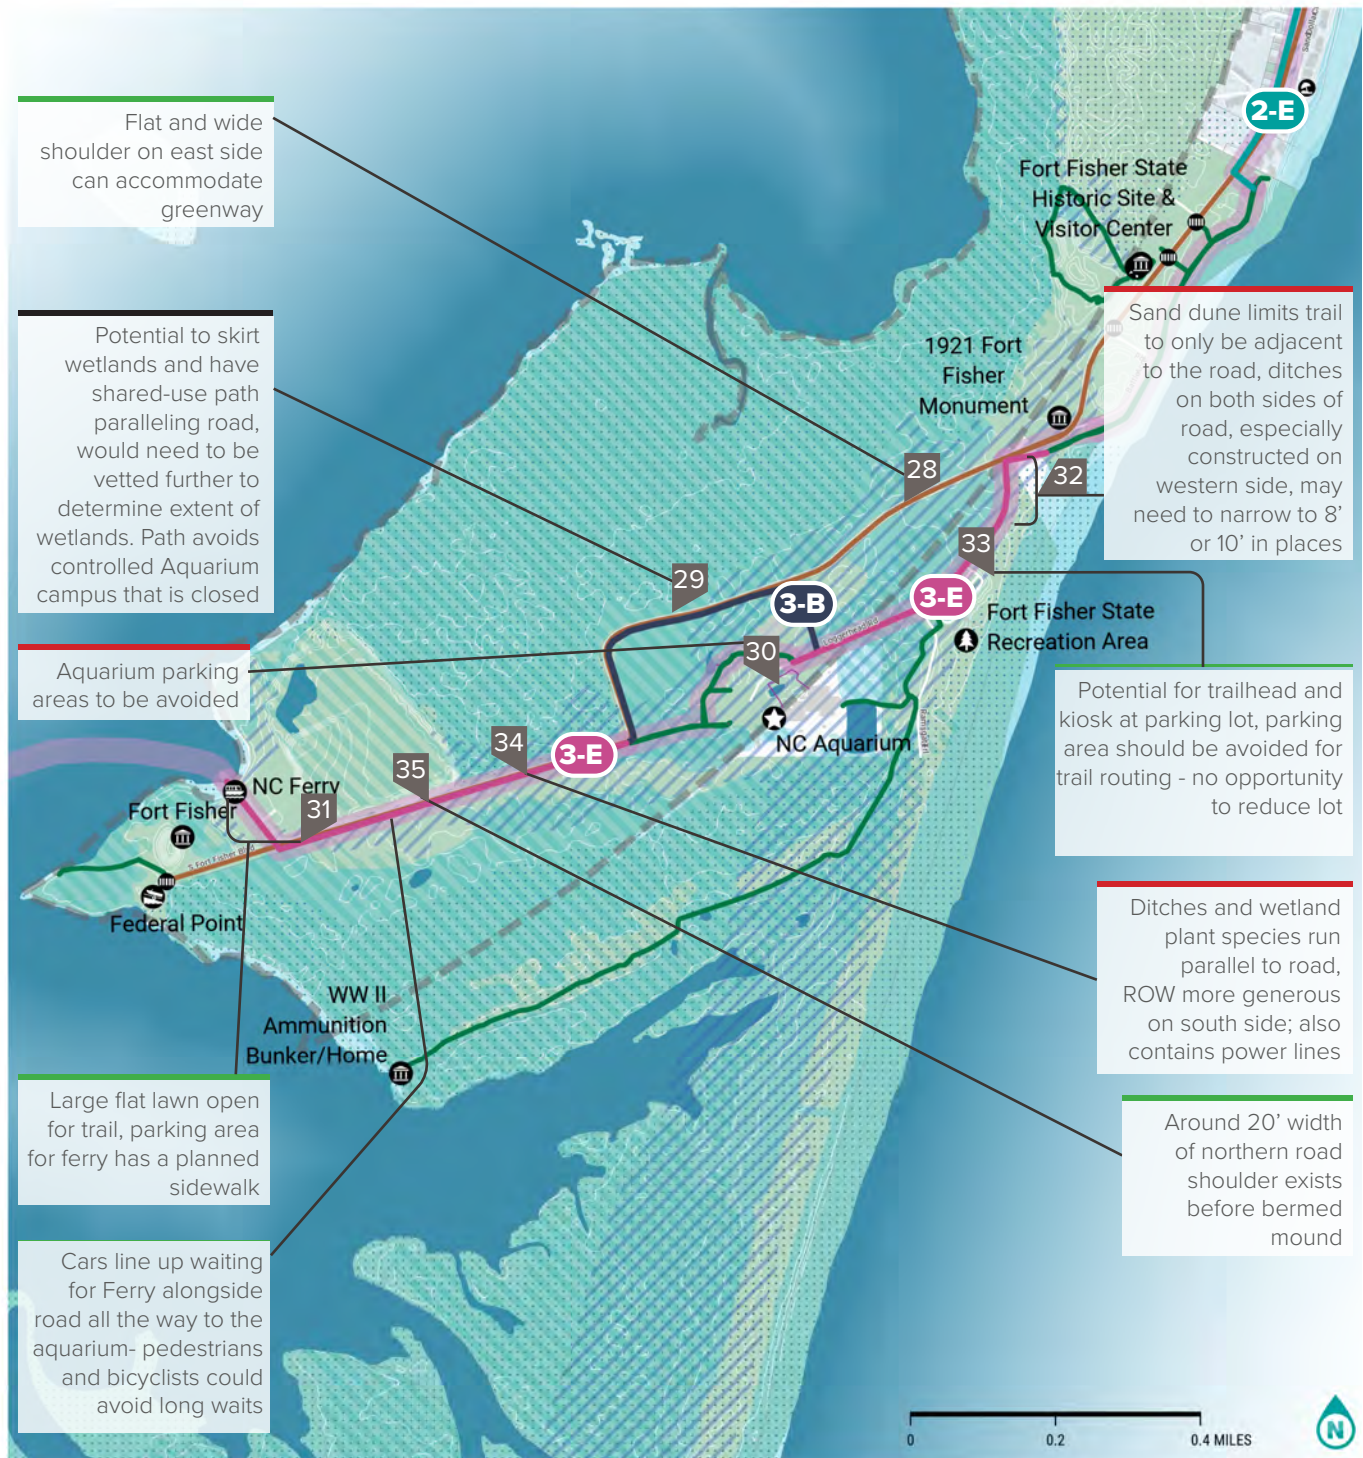 Flat and wide
shoulder on east side
can accommodate
greenway
Potential to skirt
wetlands and have
shared-use path
paralleling road,
would need to be
vetted further to
determine extent of
wetlands. Path avoids
controlled Aquarium
campus that is closed
Aquarium parking
areas to be avoided
Large flat lawn open
for trail, parking area
for ferry has a planned
sidewalk
Cars line up waiting
for Ferry alongside
road all the way to the
aquarium- pedestrians
and bicyclists could
avoid long waits
2-E
Fort Fisher State
Historic Site &
Visitor Center
1921 Fort
Fisher
Monument
28
32
33
29
3-B
3-E
Fort Fisher State
Recreation Area
30
NC Aquarium
34
3-E
35
NC Ferry
31
Fort Fisher
S Fort Fisher Blvd
Federal Point
WW II
Ammunition
Bunker/Home
Sand dune limits trail
to only be adjacent
to the road, ditches
on both sides of
road, especially
constructed on
western side, may
need to narrow to 8’
or 10’ in places
Potential for trailhead and
kiosk at parking lot, parking
area should be avoided for
trail routing - no opportunity
to reduce lot
Ditches and wetland
plant species run
parallel to road,
ROW more generous
on south side; also
contains power lines
Around 20’ width
of northern road
shoulder exists
before bermed
mound
0
0.2
0.4 MILES
N